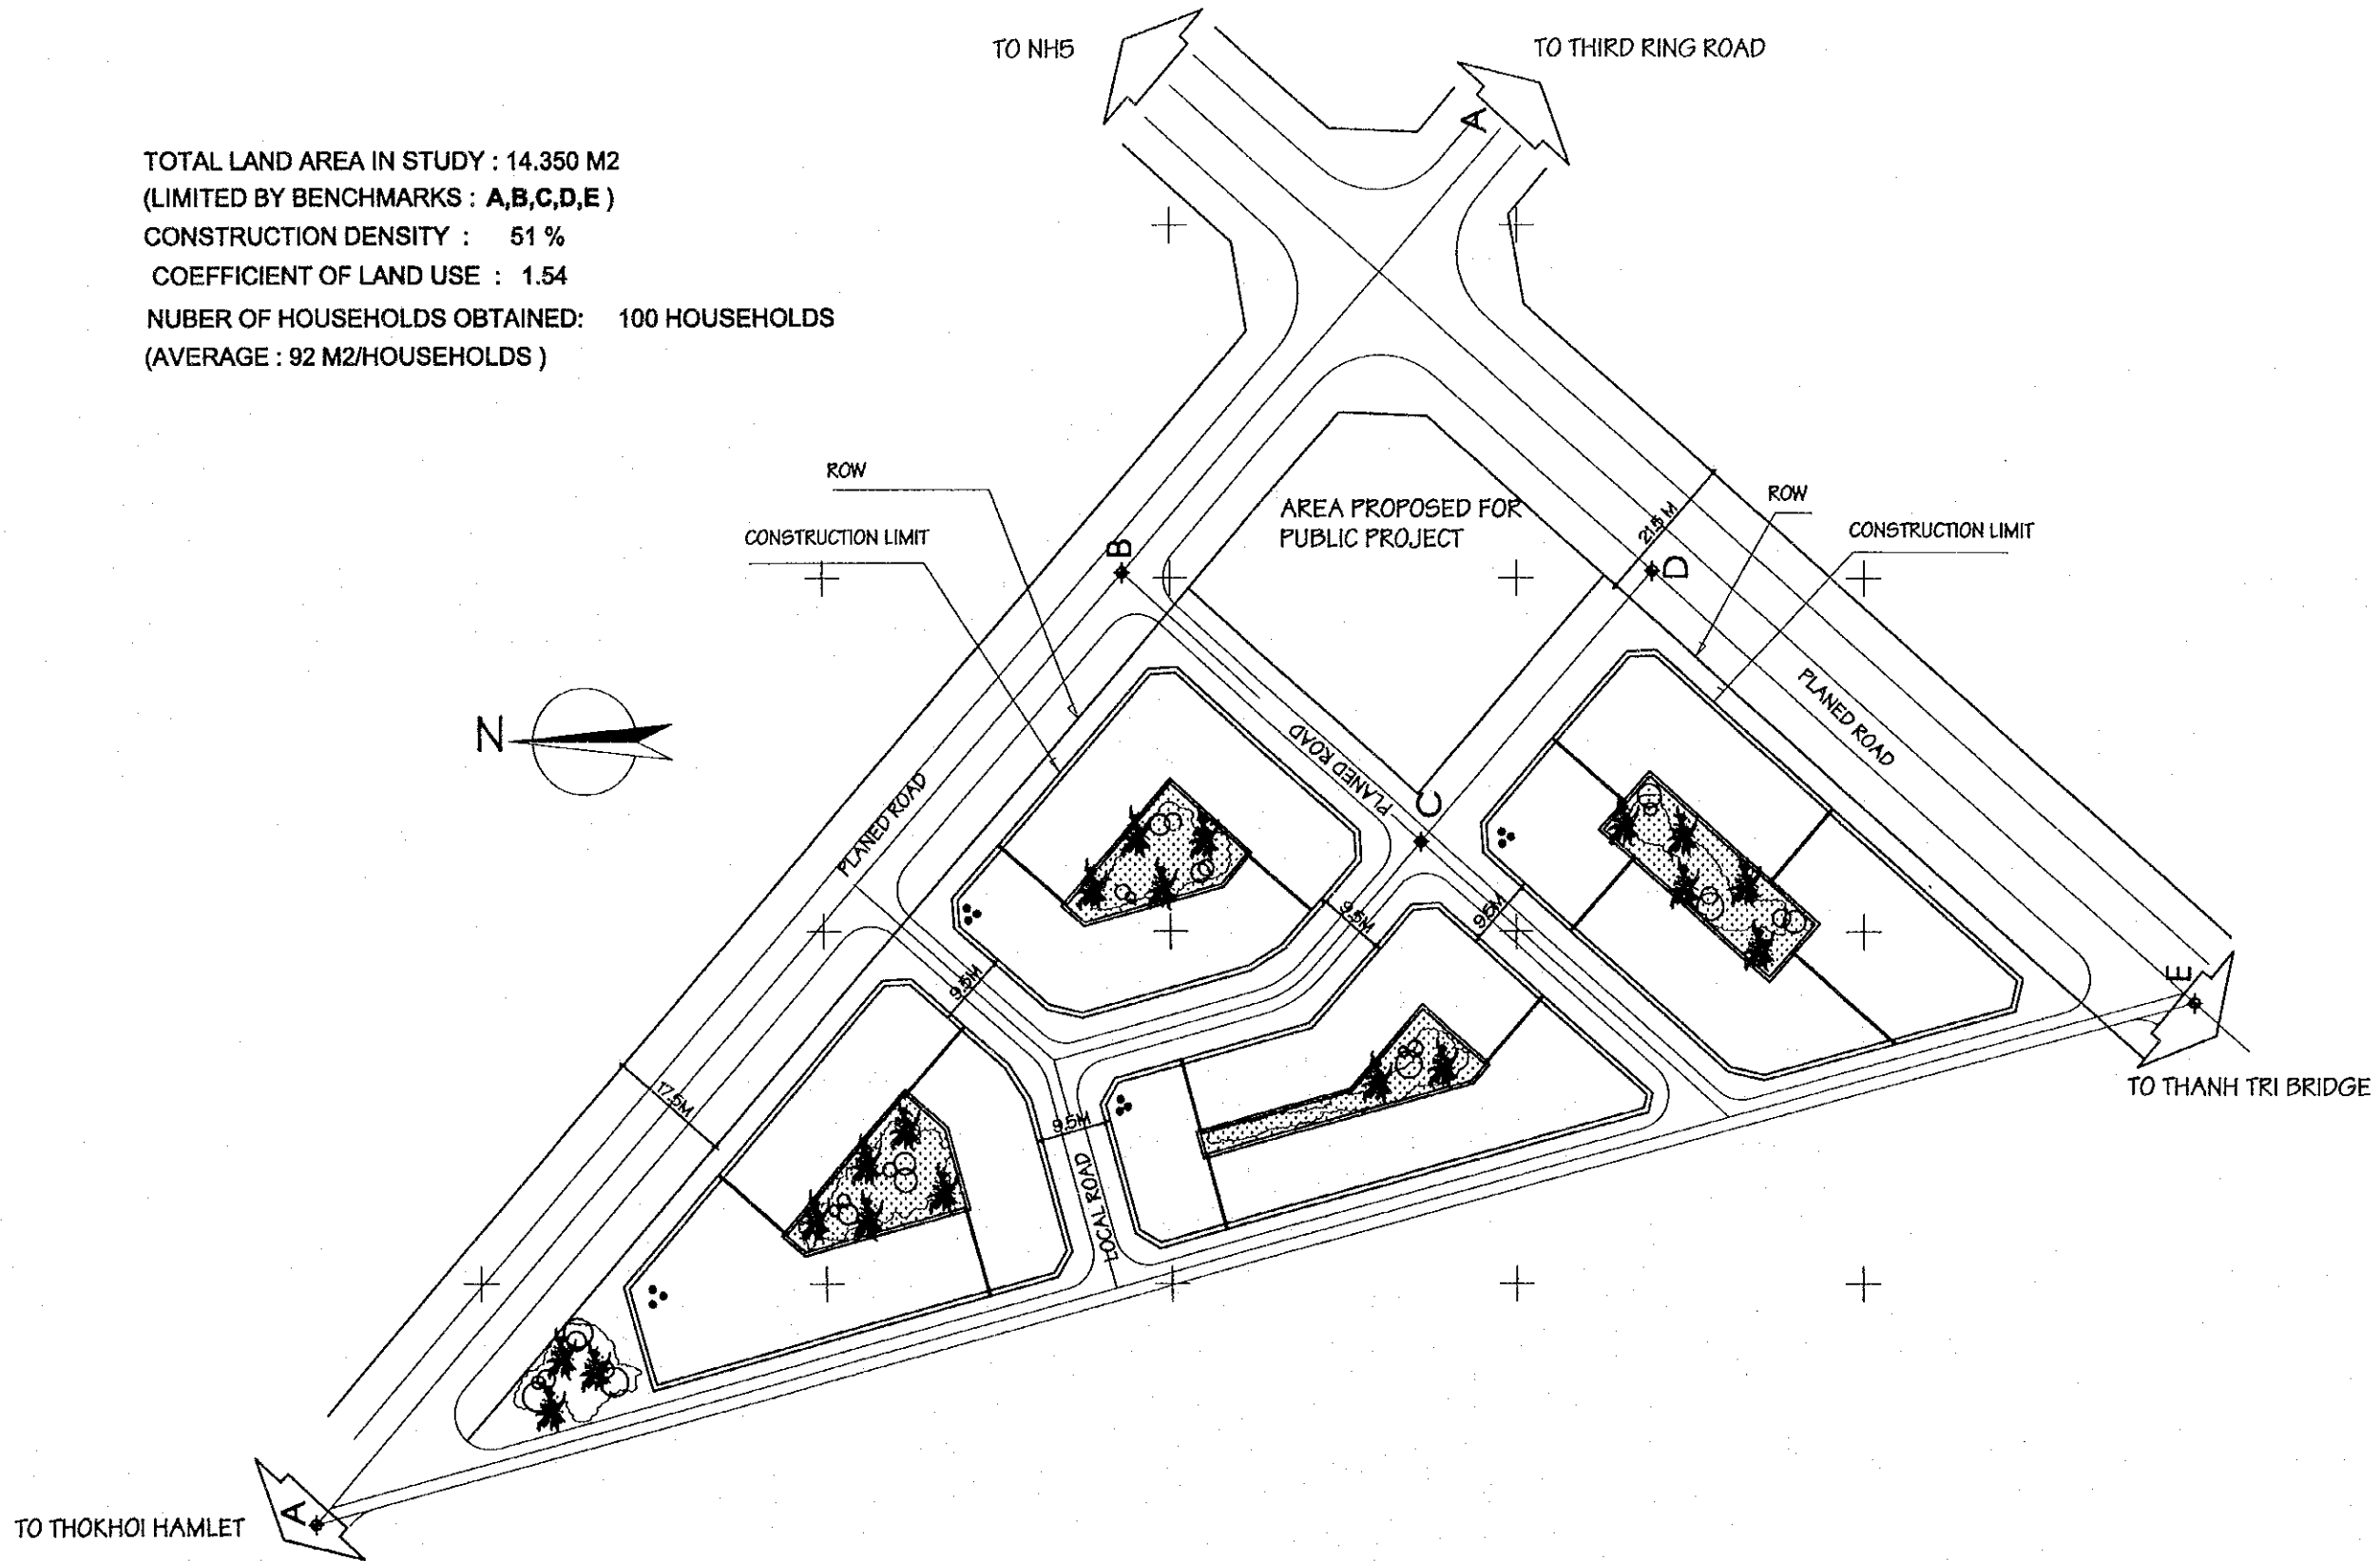 TO NH5
TO THIRD RING ROAD
A
TOTAL LAND AREA IN STUDY : 14.350 M2
(LIMITED BY BENCHMARKS : A,B,C,D,E )
CONSTRUCTION DENSITY : 51 %
COEFFICIENT OF LAND USE : 1.54
NUBER OF HOUSEHOLDS OBTAINED: 100 HOUSEHOLDS
(AVERAGE : 92 M2/HOUSEHOLDS )
ROW
CONSTRUCTION LIMIT
B
AREA PROPOSED FOR
PUBLIC PROJECT
21.5 M
D
ROW
CONSTRUCTION LIMIT
N
PLANED ROAD
PLANED ROAD
C
PLANED ROAD
9.5M
9.5M
9.5M
E
TO THANH TRI BRIDGE
17.5M
9.5M
LOCAL ROAD
A
TO THOKHOI HAMLET